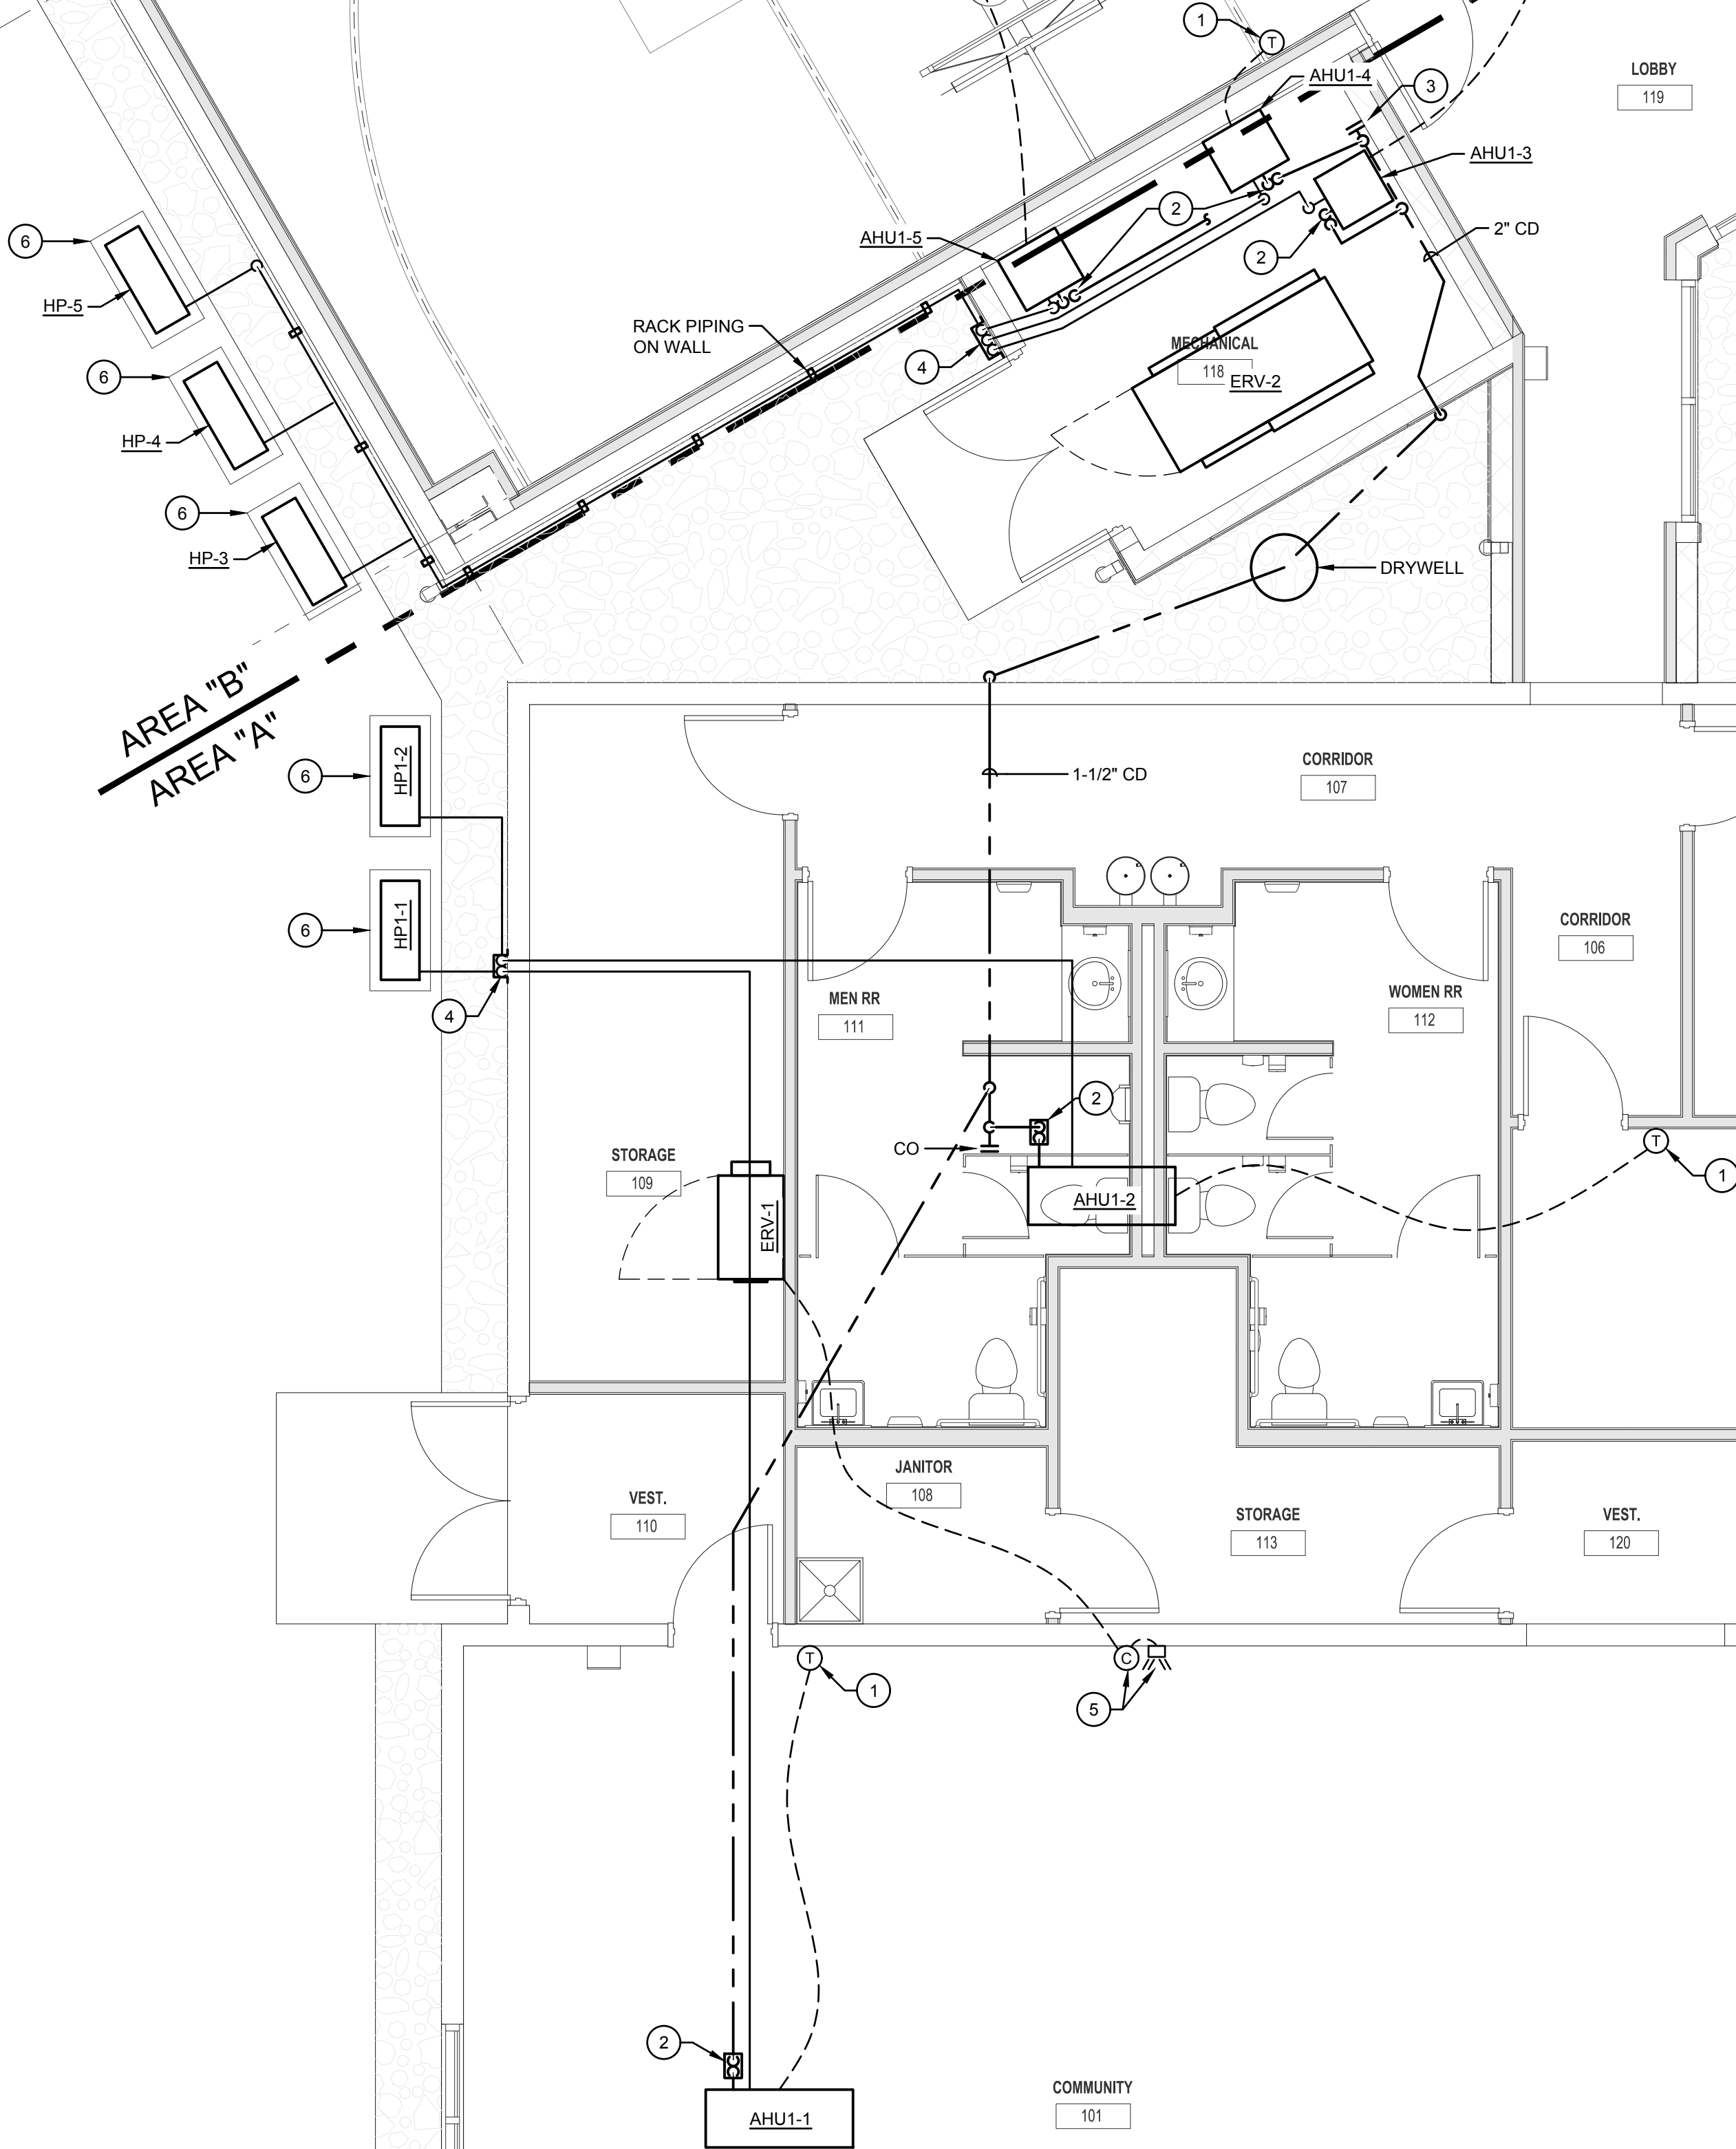 1
T
AHU1-4
3
LOBBY
119
AHU1-3
2
AHU1-5
2
2" CD
6
HP-5
RACK PIPING
ON WALL
MECHANICAL
118
ERV-2
4
6
HP-4
6
HP-3
DRYWELL
AREA "B"
AREA "A"
6
HP1-2
1-1/2" CD
CORRIDOR
107
6
HP1-1
4
MEN RR
111
WOMEN RR
112
CORRIDOR
106
2
CO
STORAGE
109
T
1
AHU1-2
ERV-1
JANITOR
108
VEST.
110
STORAGE
113
VEST.
120
T
1
C
5
2
AHU1-1
COMMUNITY
101